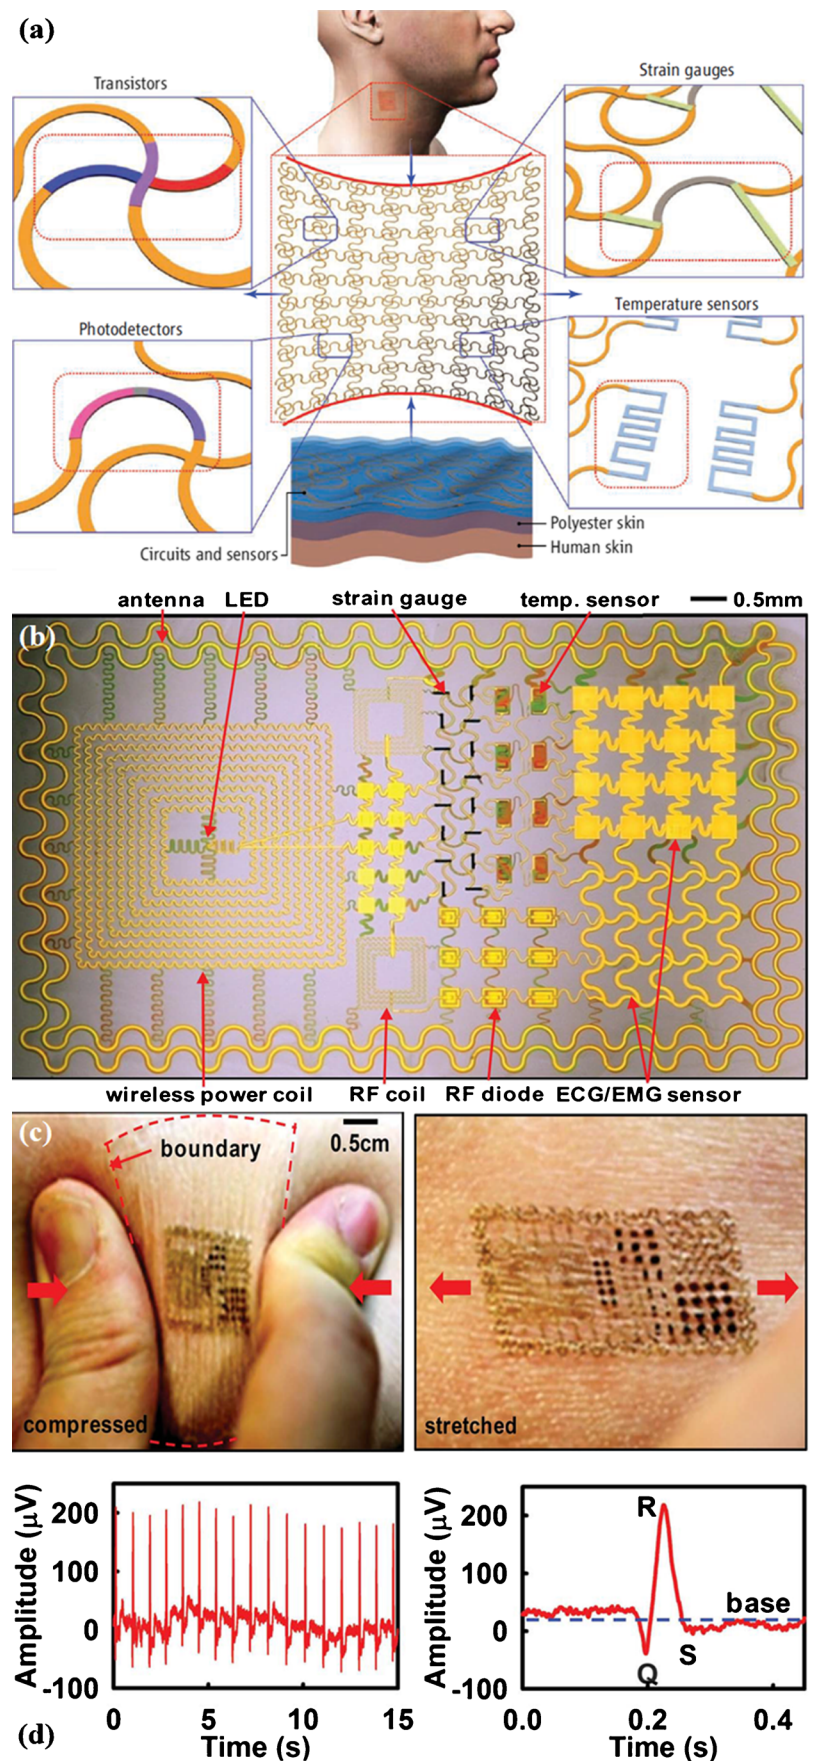 (a)
Transistors
Strain gauges
Photodetectors
Temperature sensors
Circuits and sensors
Polyester skin
Human skin
antenna LED strain gauge temp. sensor 0.5mm
(b)
wireless power coil RF coil RF diode ECG/EMG sensor
(c)
boundary
0.5cm
compressed
stretched
Amplitude (μV)
200
100
0
-100
0 5 10 15
Time (s)
Amplitude (μV)
200
100
0
-100
R
base
S
Q
0.0 0.2 0.4
Time (s)
(d)